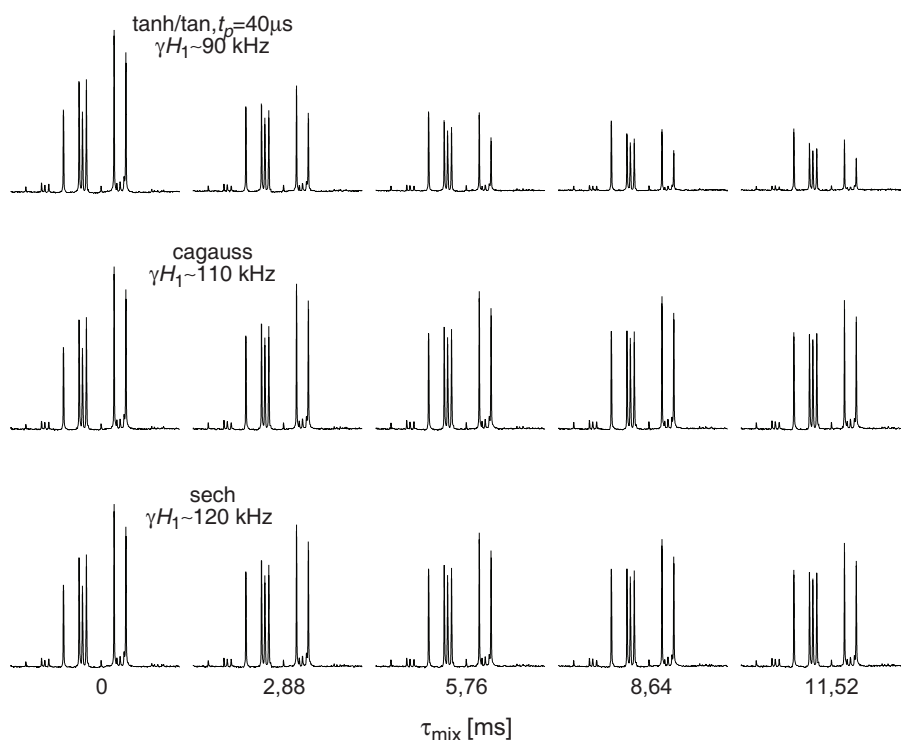 tanh/tan, tp=40μs
γH1~90 kHz
cagauss
γH1~110 kHz
sech
γH1~120 kHz
0 2,88 5,76 8,64 11,52
τmix [ms]